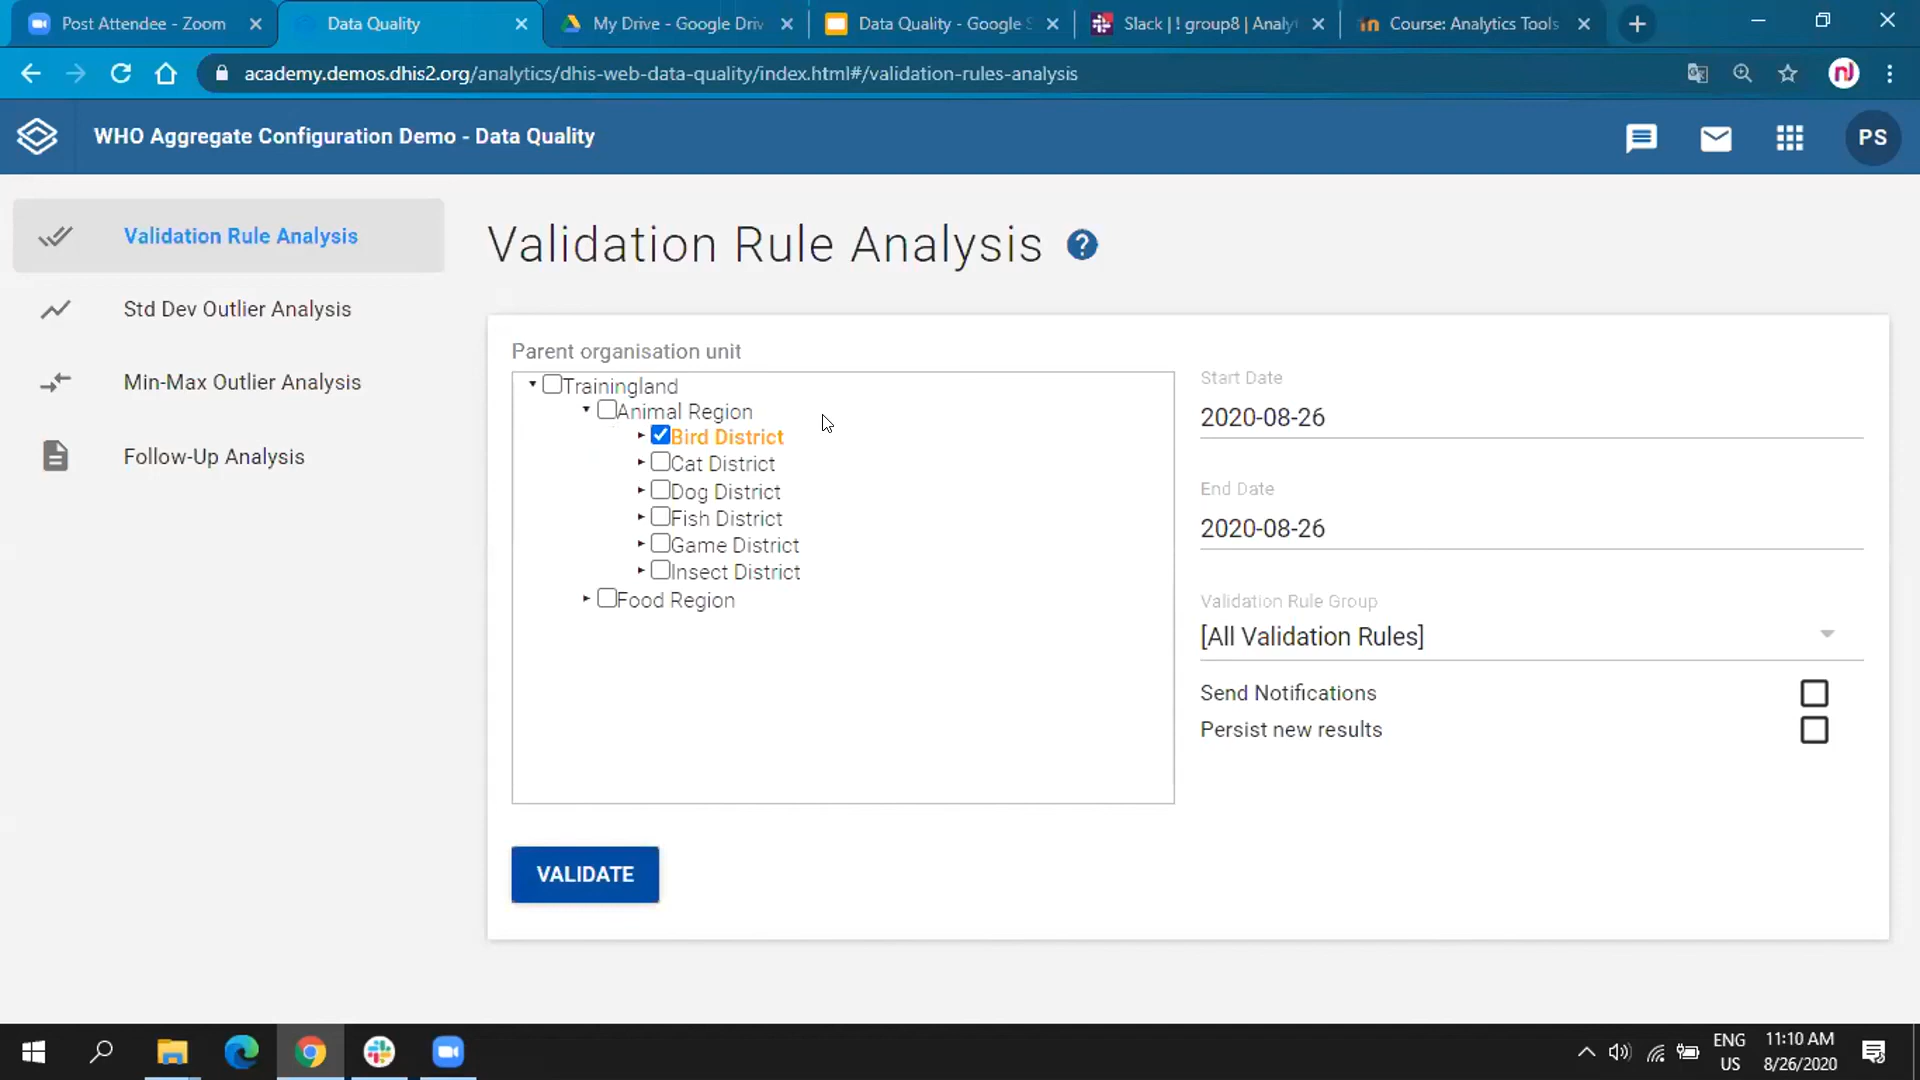 Post Attendee - Zoom
Data Quality
My Drive - Google Driv
Data Quality - Google S
Slack | ! group8 | Analyt
in Course: Analytics Tools
academy.demos.dhis2.org/analytics/dhis-web-data-quality/index.html#/validation-rules-analysis
WHO Aggregate Configuration Demo - Data Quality
PS
Validation Rule Analysis
Std Dev Outlier Analysis
Min-Max Outlier Analysis
Follow-Up Analysis
Validation Rule Analysis ?
Parent organisation unit
Trainingland
Animal Region
Bird District
Cat District
Dog District
Fish District
Game District
Insect District
Food Region
Start Date
2020-08-26
End Date
2020-08-26
Validation Rule Group
[All Validation Rules]
Send Notifications
Persist new results
VALIDATE
ENG
US
11:10 AM
8/26/2020